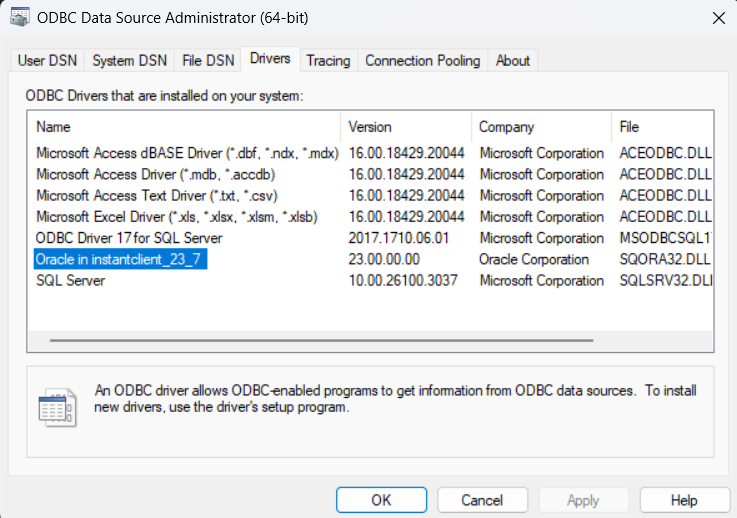 ODBC Data Source Administrator (64-bit)
User DSN System DSN File DSN Drivers Tracing Connection Pooling About
ODBC Drivers that are installed on your system:
Name Version Company File
Microsoft Access dBASE Driver (*.dbf, *.ndx, *.mdx) 16.00.18429.20044 Microsoft Corporation ACEODBC.DLL
Microsoft Access Driver (*.mdb, *.accdb) 16.00.18429.20044 Microsoft Corporation ACEODBC.DLL
Microsoft Access Text Driver (*.txt, *.csv) 16.00.18429.20044 Microsoft Corporation ACEODBC.DLL
Microsoft Excel Driver (*.xls, *.xlsx, *.xlsm, *.xlsb) 16.00.18429.20044 Microsoft Corporation ACEODBC.DLL
ODBC Driver 17 for SQL Server 2017.1710.06.01 Microsoft Corporation MSODBCSQL1
Oracle in instantclient_23_7 23.00.00.00 Oracle Corporation SQORA32.DLL
SQL Server 10.00.26100.3037 Microsoft Corporation SQLSRV32.DLL
An ODBC driver allows ODBC-enabled programs to get information from ODBC data sources. To install
new drivers, use the driver's setup program.
OK Cancel Apply Help